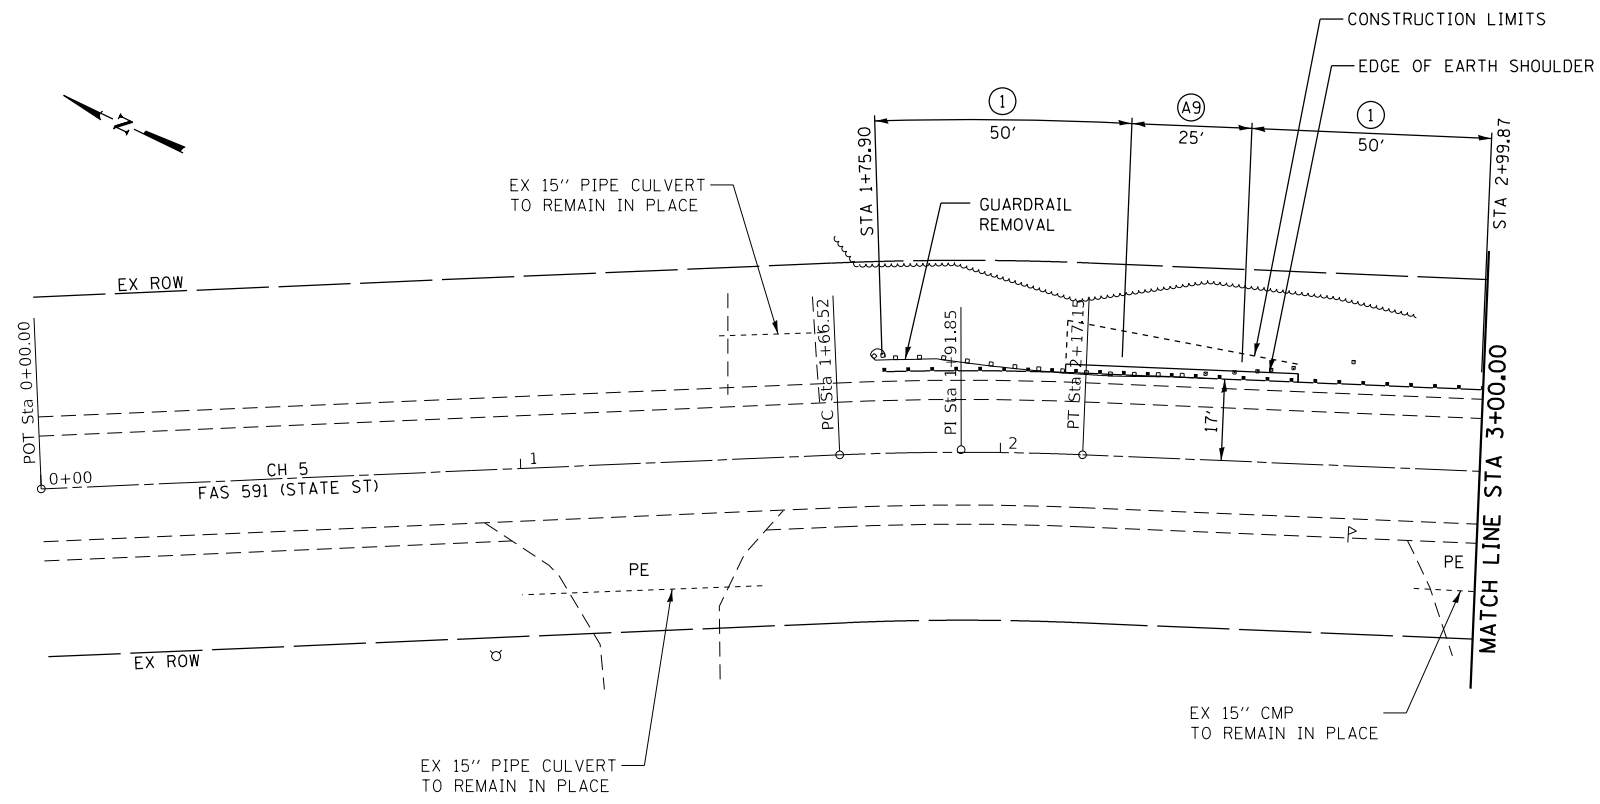 CONSTRUCTION LIMITS
EDGE OF EARTH SHOULDER
N
1
50'
A9
25'
1
50'
STA 1+75.90
STA 2+99.87
EX 15" PIPE CULVERT
TO REMAIN IN PLACE
GUARDRAIL
REMOVAL
EX ROW
POT Sta 0+00.00
PC Sta 1+66.52
PI Sta 1+91.85
PT Sta 2+17.15
17'
MATCH LINE STA 3+00.00
0+00
CH 5
FAS 591 (STATE ST)
1
2
PE
PE
P
EX ROW
EX 15" CMP
TO REMAIN IN PLACE
EX 15" PIPE CULVERT
TO REMAIN IN PLACE